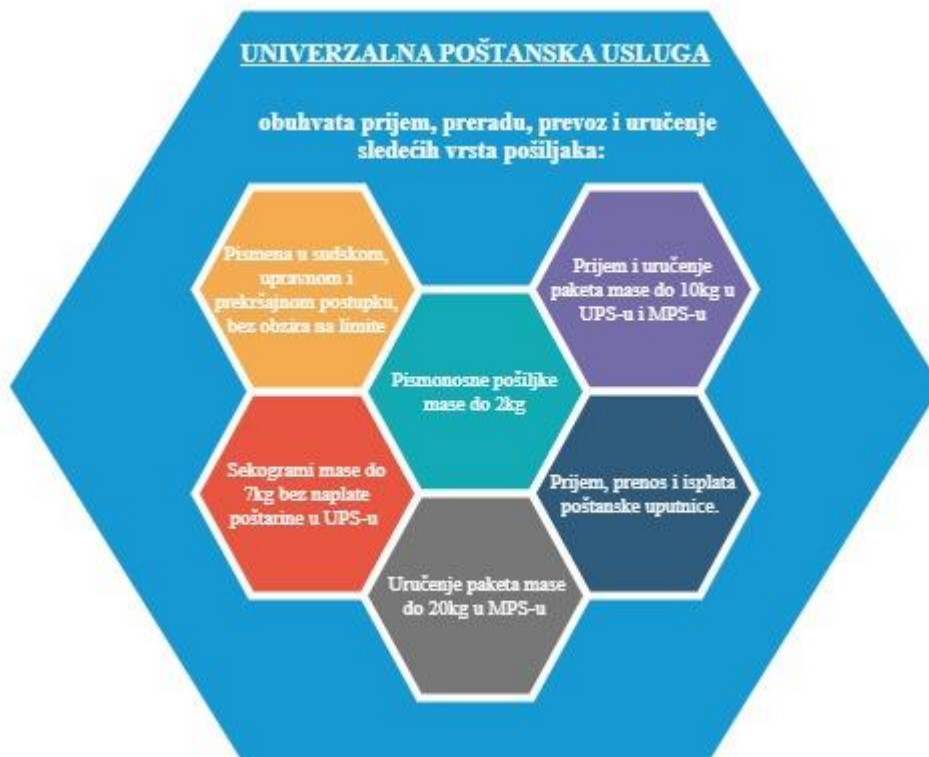 UNIVERZALNA POŠTANSKA USLUGA
obuhvata prijem, preradu, prevoz i uručenje
sledećih vrsta pošiljaka:
Pismena u sudskom,
upravnom i
prekršajnom postupku,
bez obzira na limite
Prijem i uručenje
paketa mase do 10kg u
UPS-u i MPS-u
Pismonosne pošiljke
mase do 2kg
Sekogrami mase do
7kg bez naplate
poštarine u UPS-u
Prijem, prenos i isplata
poštanske uputnice.
Uručenje paketa mase
do 20kg u MPS-u